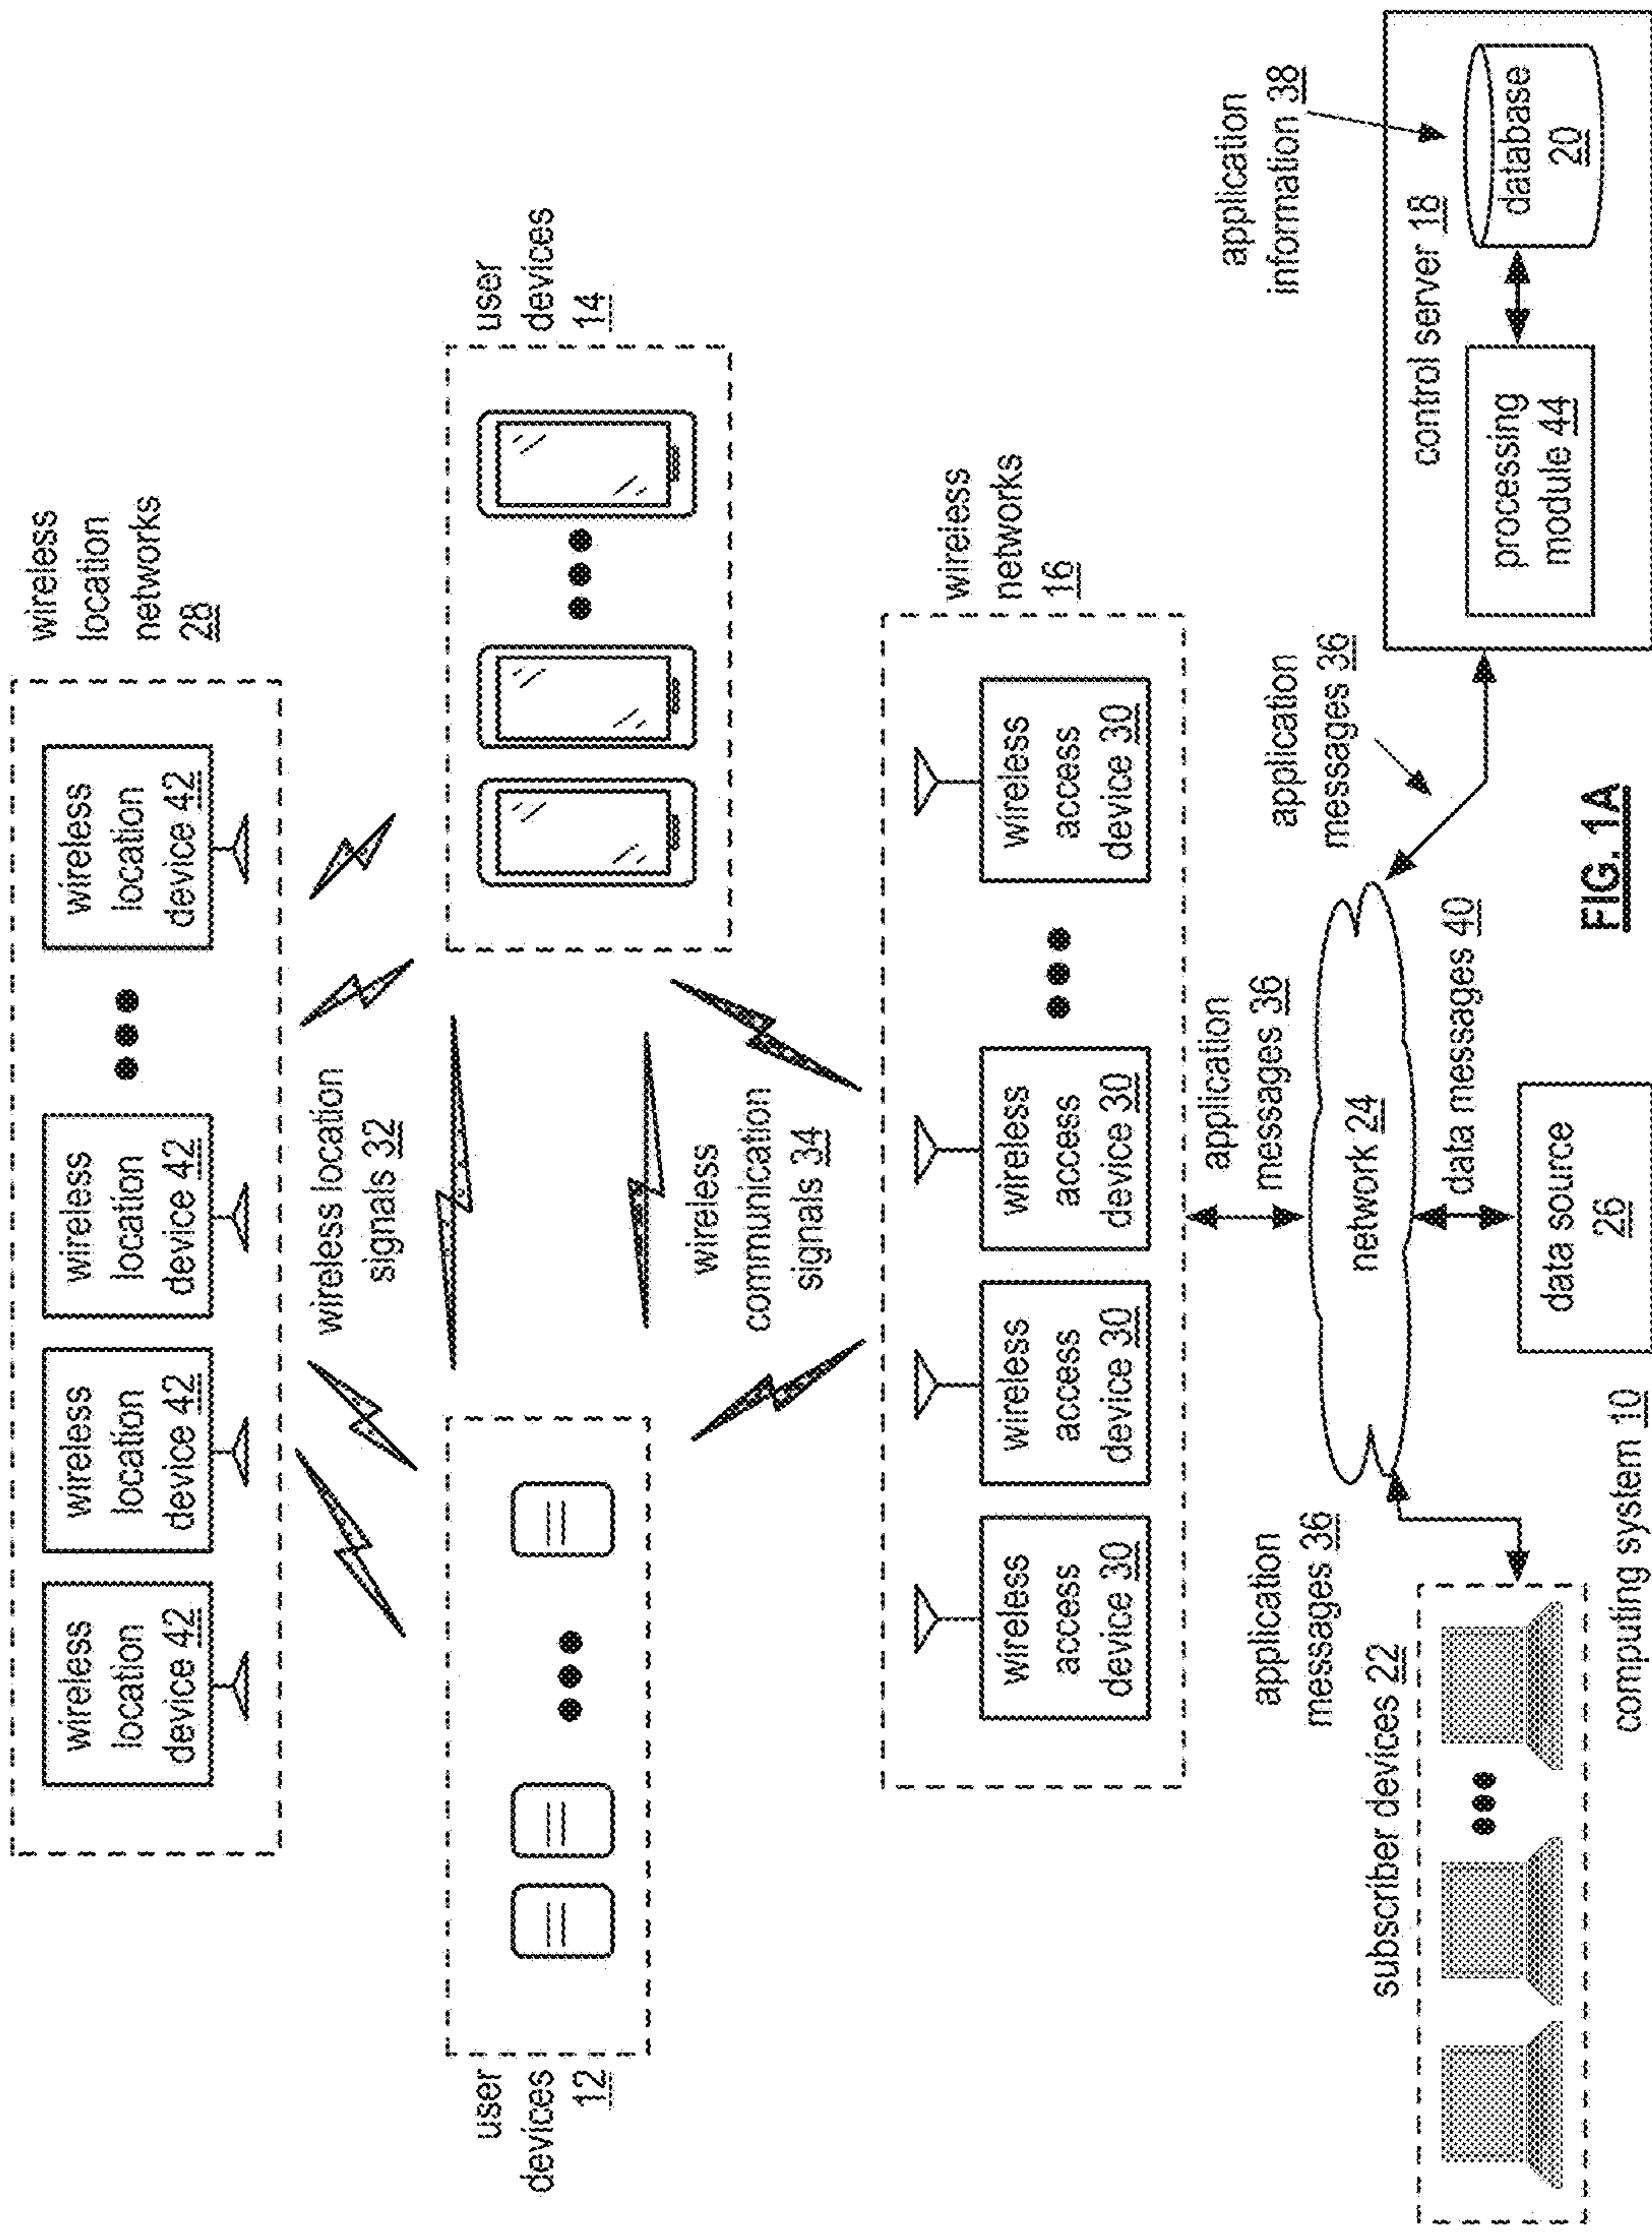 wireless
location
networks
28
wireless
location
device 42
wireless
location
device 42
wireless
location
device 42
wireless
location
device 42
wireless location
signals 32
user
devices
12
user
devices
14
wireless
communication
signals 34
wireless
networks
16
wireless
access
device 30
wireless
access
device 30
wireless
access
device 30
wireless
access
device 30
application
messages 36
application
messages 36
application
messages 36
application
information 38
subscriber devices 22
network 24
data messages 40
control server 18
processing
module 44
database
20
data source
26
computing system 10
FIG. 1A